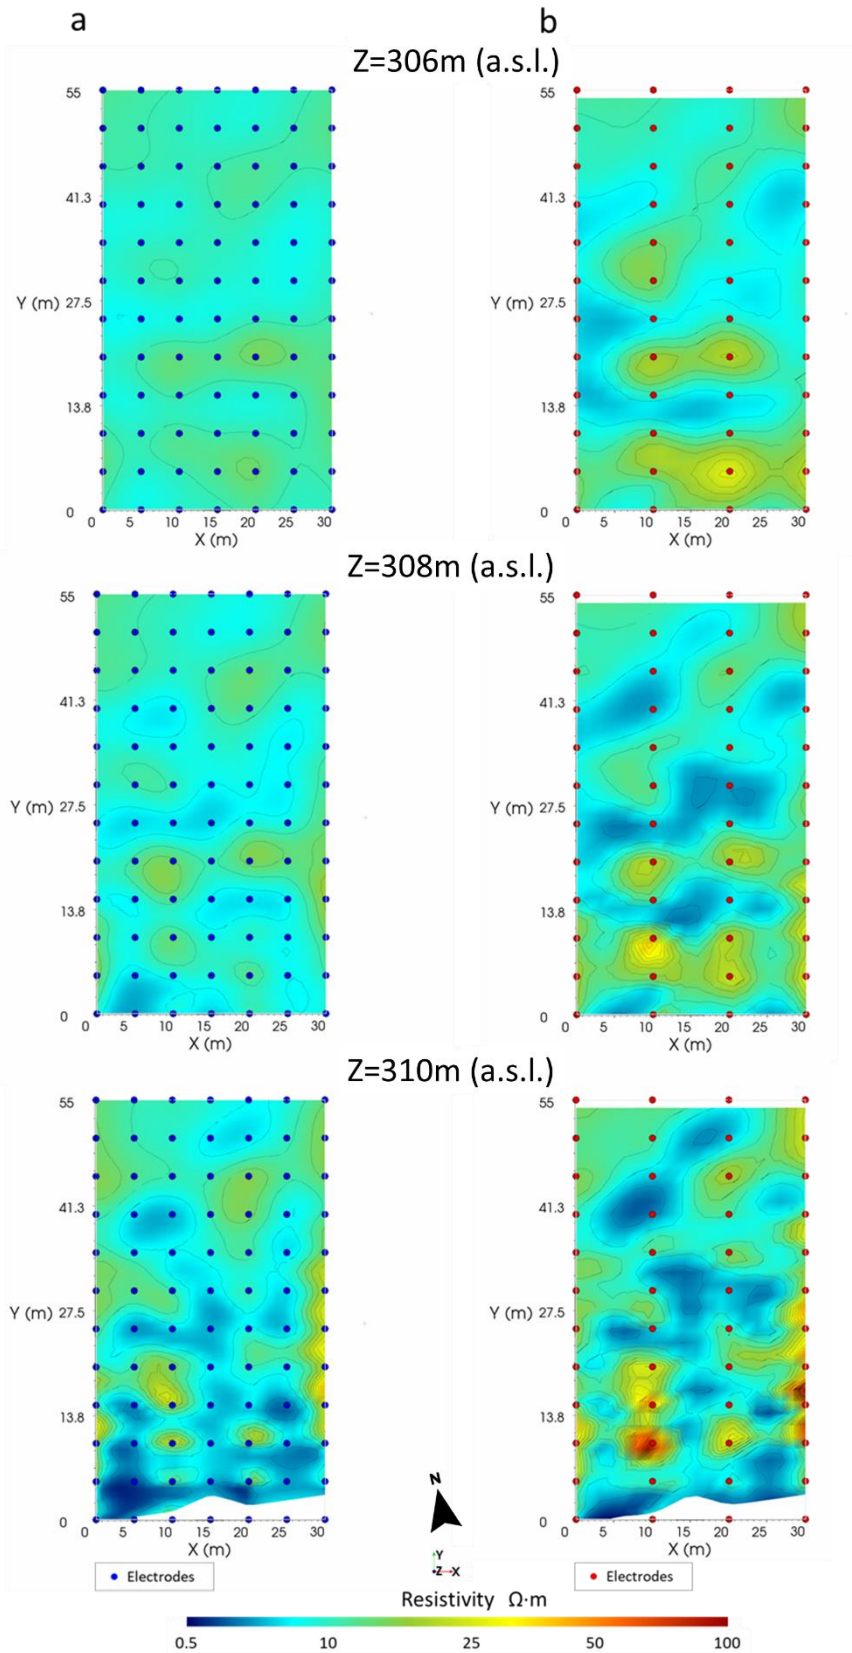 a
b
Z=306m (a.s.l.)
55
41.3
Y (m) 27.5
13.8
0
0 5 10 15 20 25 30
X (m)
55
41.3
Y (m) 27.5
13.8
0
0 5 10 15 20 25 30
X (m)
Z=308m (a.s.l.)
55
41.3
Y (m) 27.5
13.8
0
0 5 10 15 20 25 30
X (m)
55
41.3
Y (m) 27.5
13.8
0
0 5 10 15 20 25 30
X (m)
Z=310m (a.s.l.)
55
41.3
Y (m) 27.5
13.8
0
0 5 10 15 20 25 30
X (m)
Electrodes
55
41.3
Y (m) 27.5
13.8
0
0 5 10 15 20 25 30
X (m)
Electrodes
N
Y
Z X
Resistivity Ω·m
0.5 10 25 50 100